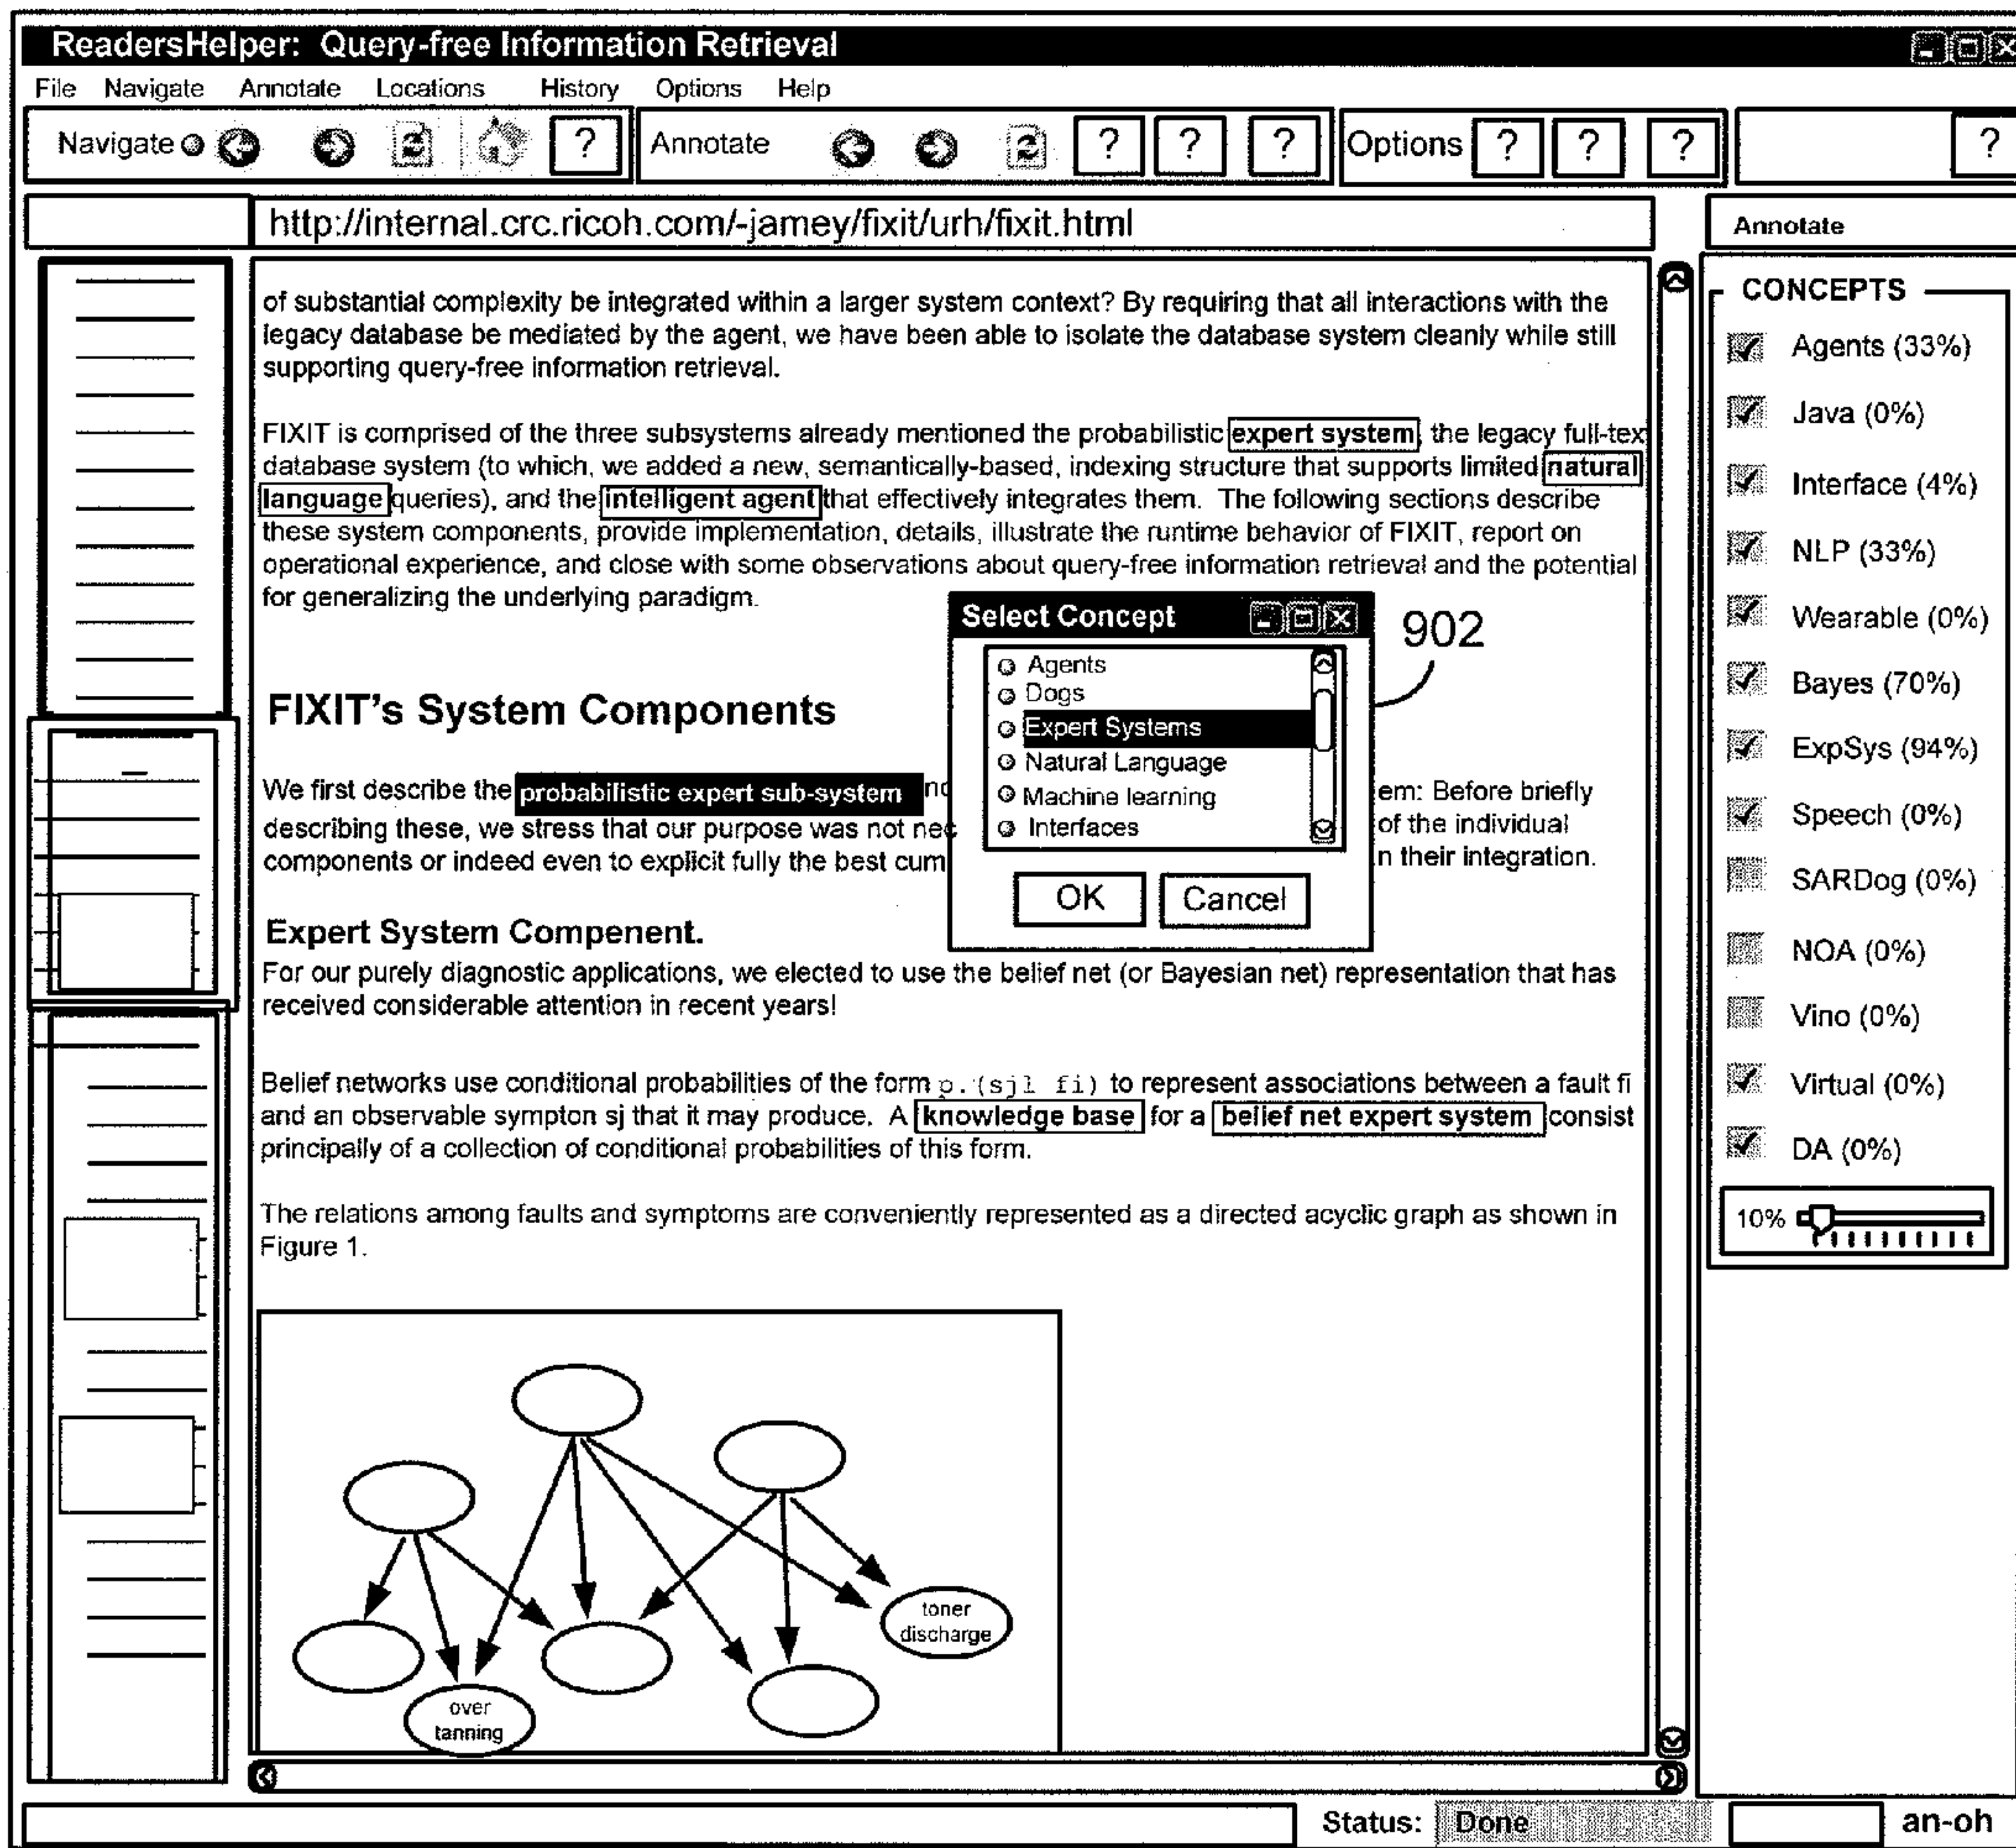 ReadersHelper: Query-free Information Retrieval
File Navigate Annotate Locations History Options Help
Navigate ? Annotate ? ? ? Options ? ? ? ?
http://internal.crc.ricoh.com/-jamey/fixit/urh/fixit.html
Annotate
of substantial complexity be integrated within a larger system context? By requiring that all interactions with the
legacy database be mediated by the agent, we have been able to isolate the database system cleanly while still
supporting query-free information retrieval.
FIXIT is comprised of the three subsystems already mentioned the probabilistic expert system, the legacy full-tex
database system (to which, we added a new, semantically-based, indexing structure that supports limited natural
language queries), and the intelligent agent that effectively integrates them. The following sections describe
these system components, provide implementation, details, illustrate the runtime behavior of FIXIT, report on
operational experience, and close with some observations about query-free information retrieval and the potential
for generalizing the underlying paradigm.
FIXIT's System Components
We first describe the probabilistic expert sub-system nc em: Before briefly
describing these, we stress that our purpose was not nec of the individual
components or indeed even to explicit fully the best cum n their integration.
Select Concept
Agents
Dogs
Expert Systems
Natural Language
Machine learning
Interfaces
OK Cancel
902
Expert System Compenent.
For our purely diagnostic applications, we elected to use the belief net (or Bayesian net) representation that has
received considerable attention in recent years!
Belief networks use conditional probabilities of the form p.(sjl fi) to represent associations between a fault fi
and an observable sympton sj that it may produce. A knowledge base for a belief net expert system consist
principally of a collection of conditional probabilities of this form.
The relations among faults and symptoms are conveniently represented as a directed acyclic graph as shown in
Figure 1.
toner
discharge
over
tanning
CONCEPTS
Agents (33%)
Java (0%)
Interface (4%)
NLP (33%)
Wearable (0%)
Bayes (70%)
ExpSys (94%)
Speech (0%)
SARDog (0%)
NOA (0%)
Vino (0%)
Virtual (0%)
DA (0%)
10%
Status: Done an-oh